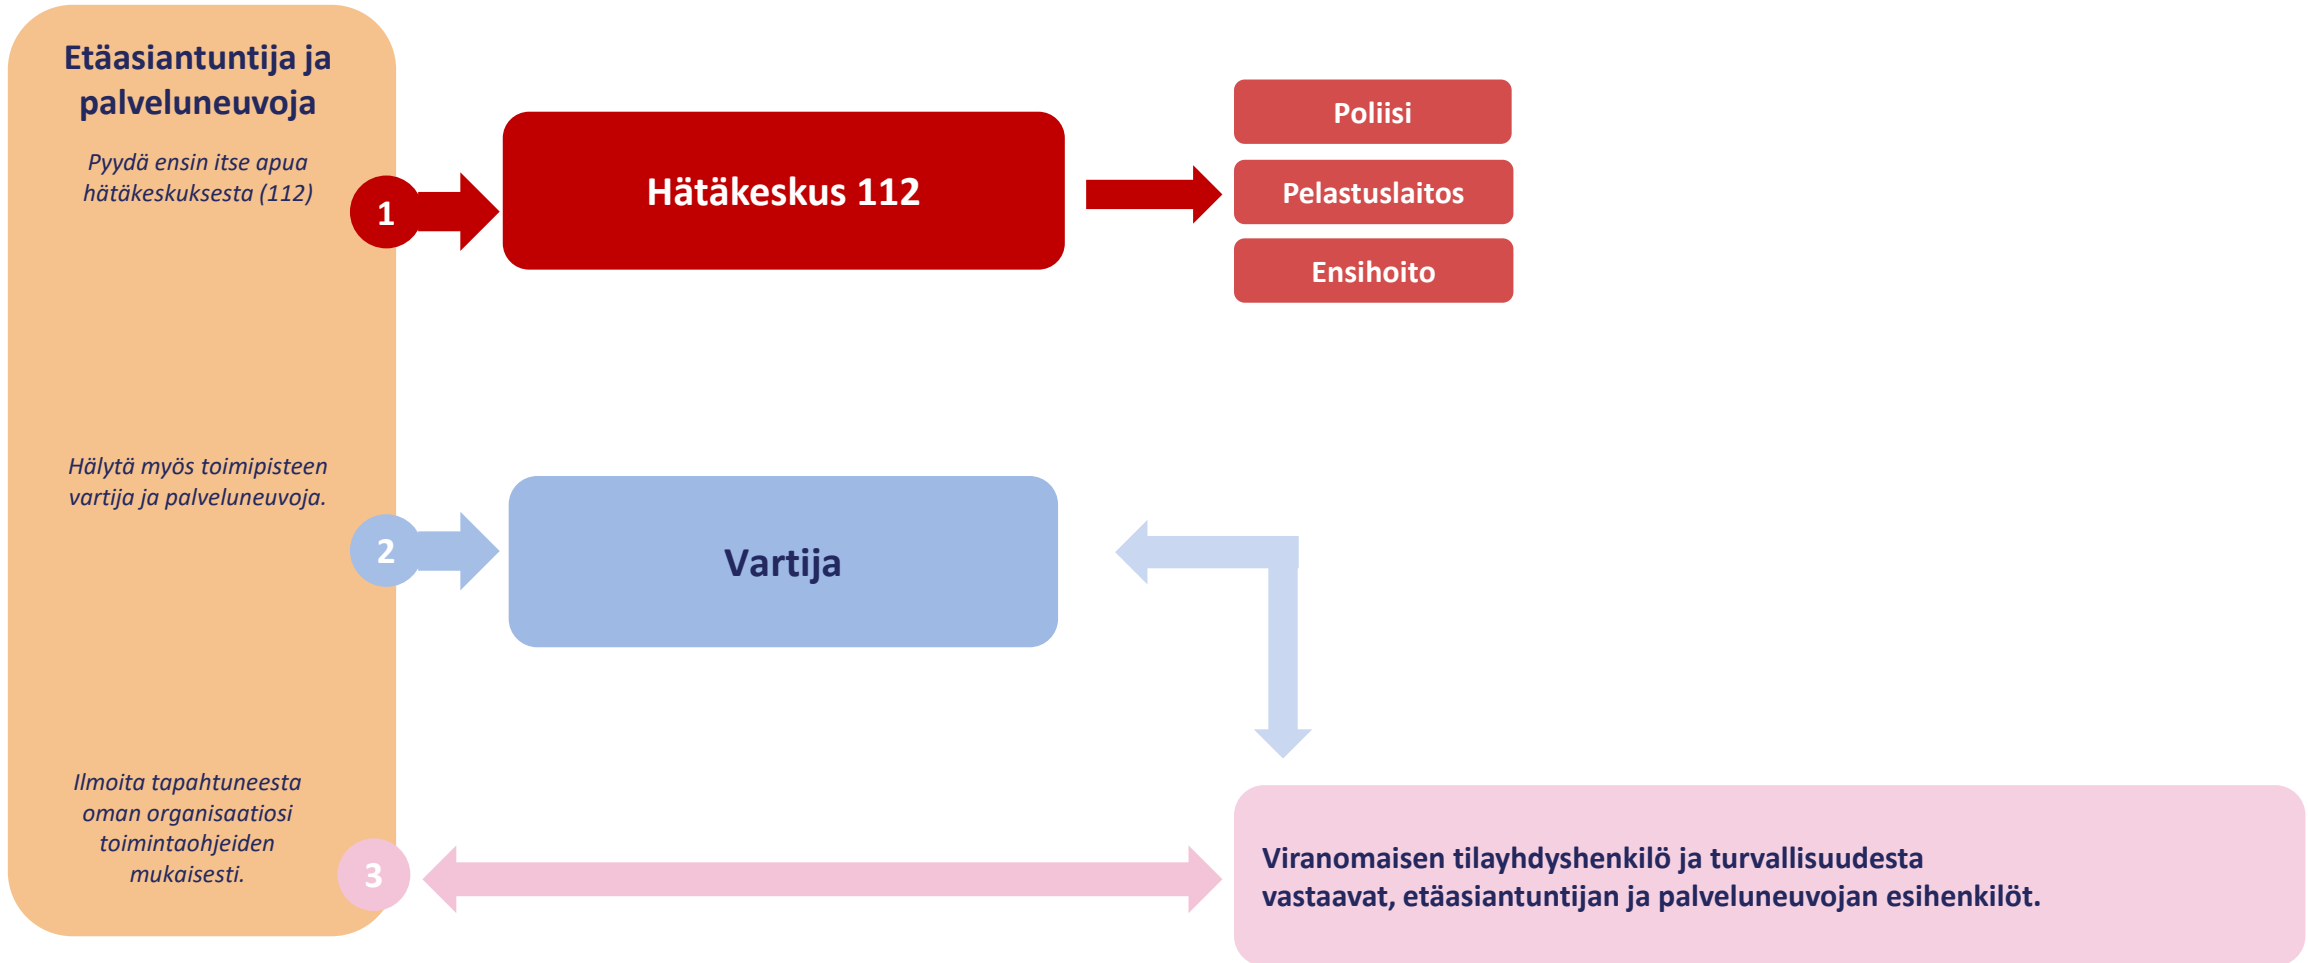 Etäasiantuntija ja
palveluneuvoja
Pyydä ensin itse apua
hätäkeskuksesta (112)
1
Hätäkeskus 112
Poliisi
Pelastuslaitos
Ensihoito
Hälytä myös toimipisteen
vartija ja palveluneuvoja.
2
Vartija
Ilmoita tapahtuneesta
oman organisaatiosi
toimintaohjeiden
mukaisesti.
3
Viranomaisen tilayhdyshenkilö ja turvallisuudesta
vastaavat, etäasiantuntijan ja palveluneuvojan esihenkilöt.